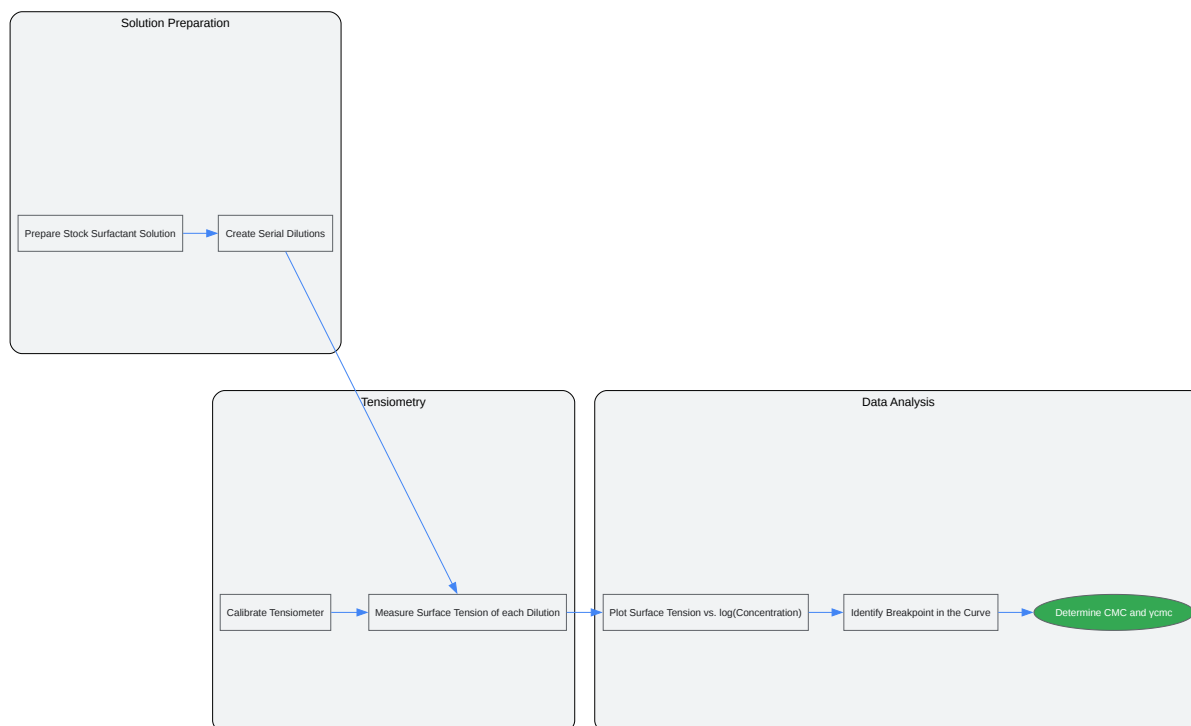 Solution Preparation
Prepare Stock Surfactant Solution
Create Serial Dilutions
Tensiometry
Calibrate Tensiometer
Measure Surface Tension of each Dilution
Data Analysis
Plot Surface Tension vs. log(Concentration)
Identify Breakpoint in the Curve
Determine CMC and γcmc